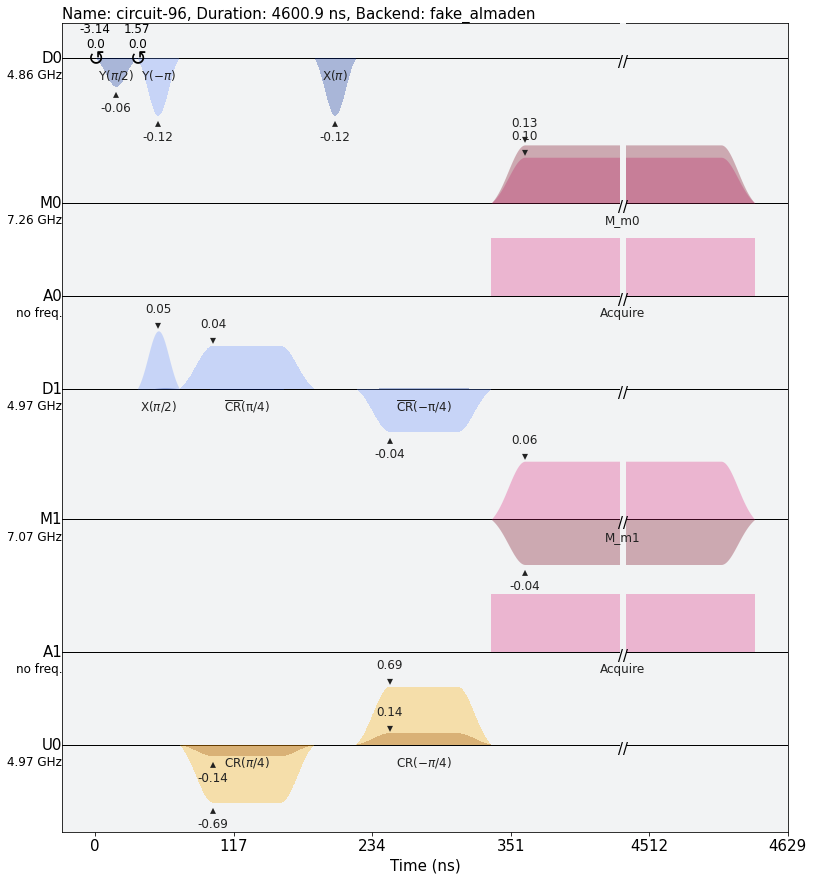 Name: circuit-96, Duration: 4600.9 ns, Backend: fake_almaden
-3.14 1.57
0.0 0.0
D0 ↺ ↺ //
4.86 GHz Y(π/2) Y(−π) X(π)
-0.06
-0.12 -0.12
0.13
0.10
M0 //
7.26 GHz M_m0
A0 //
no freq. Acquire
0.05
0.04
D1 //
4.97 GHz X(π/2) C̅R̅(π/4) C̅R̅(−π/4)
-0.04
0.06
M1 //
7.07 GHz M_m1
-0.04
A1 //
no freq. Acquire
0.69
0.14
U0 //
4.97 GHz CR(π/4) CR(−π/4)
-0.14
-0.69
0 117 234 351 4512 4629
Time (ns)